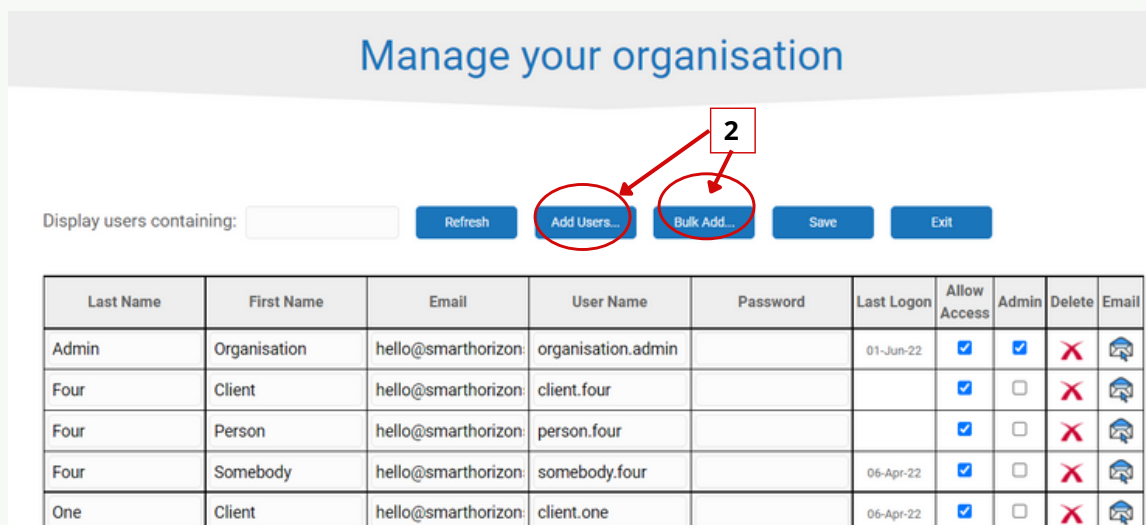 Manage your organisation
2
Display users containing: Refresh Add Users... Bulk Add... Save Exit
Last Name First Name Email User Name Password Last Logon Allow Access Admin Delete Email
Admin Organisation hello@smarthorizon organisation.admin 01-Jun-22
Four Client hello@smarthorizon client.four
Four Person hello@smarthorizon person.four
Four Somebody hello@smarthorizon somebody.four 06-Apr-22
One Client hello@smarthorizon client.one 06-Apr-22